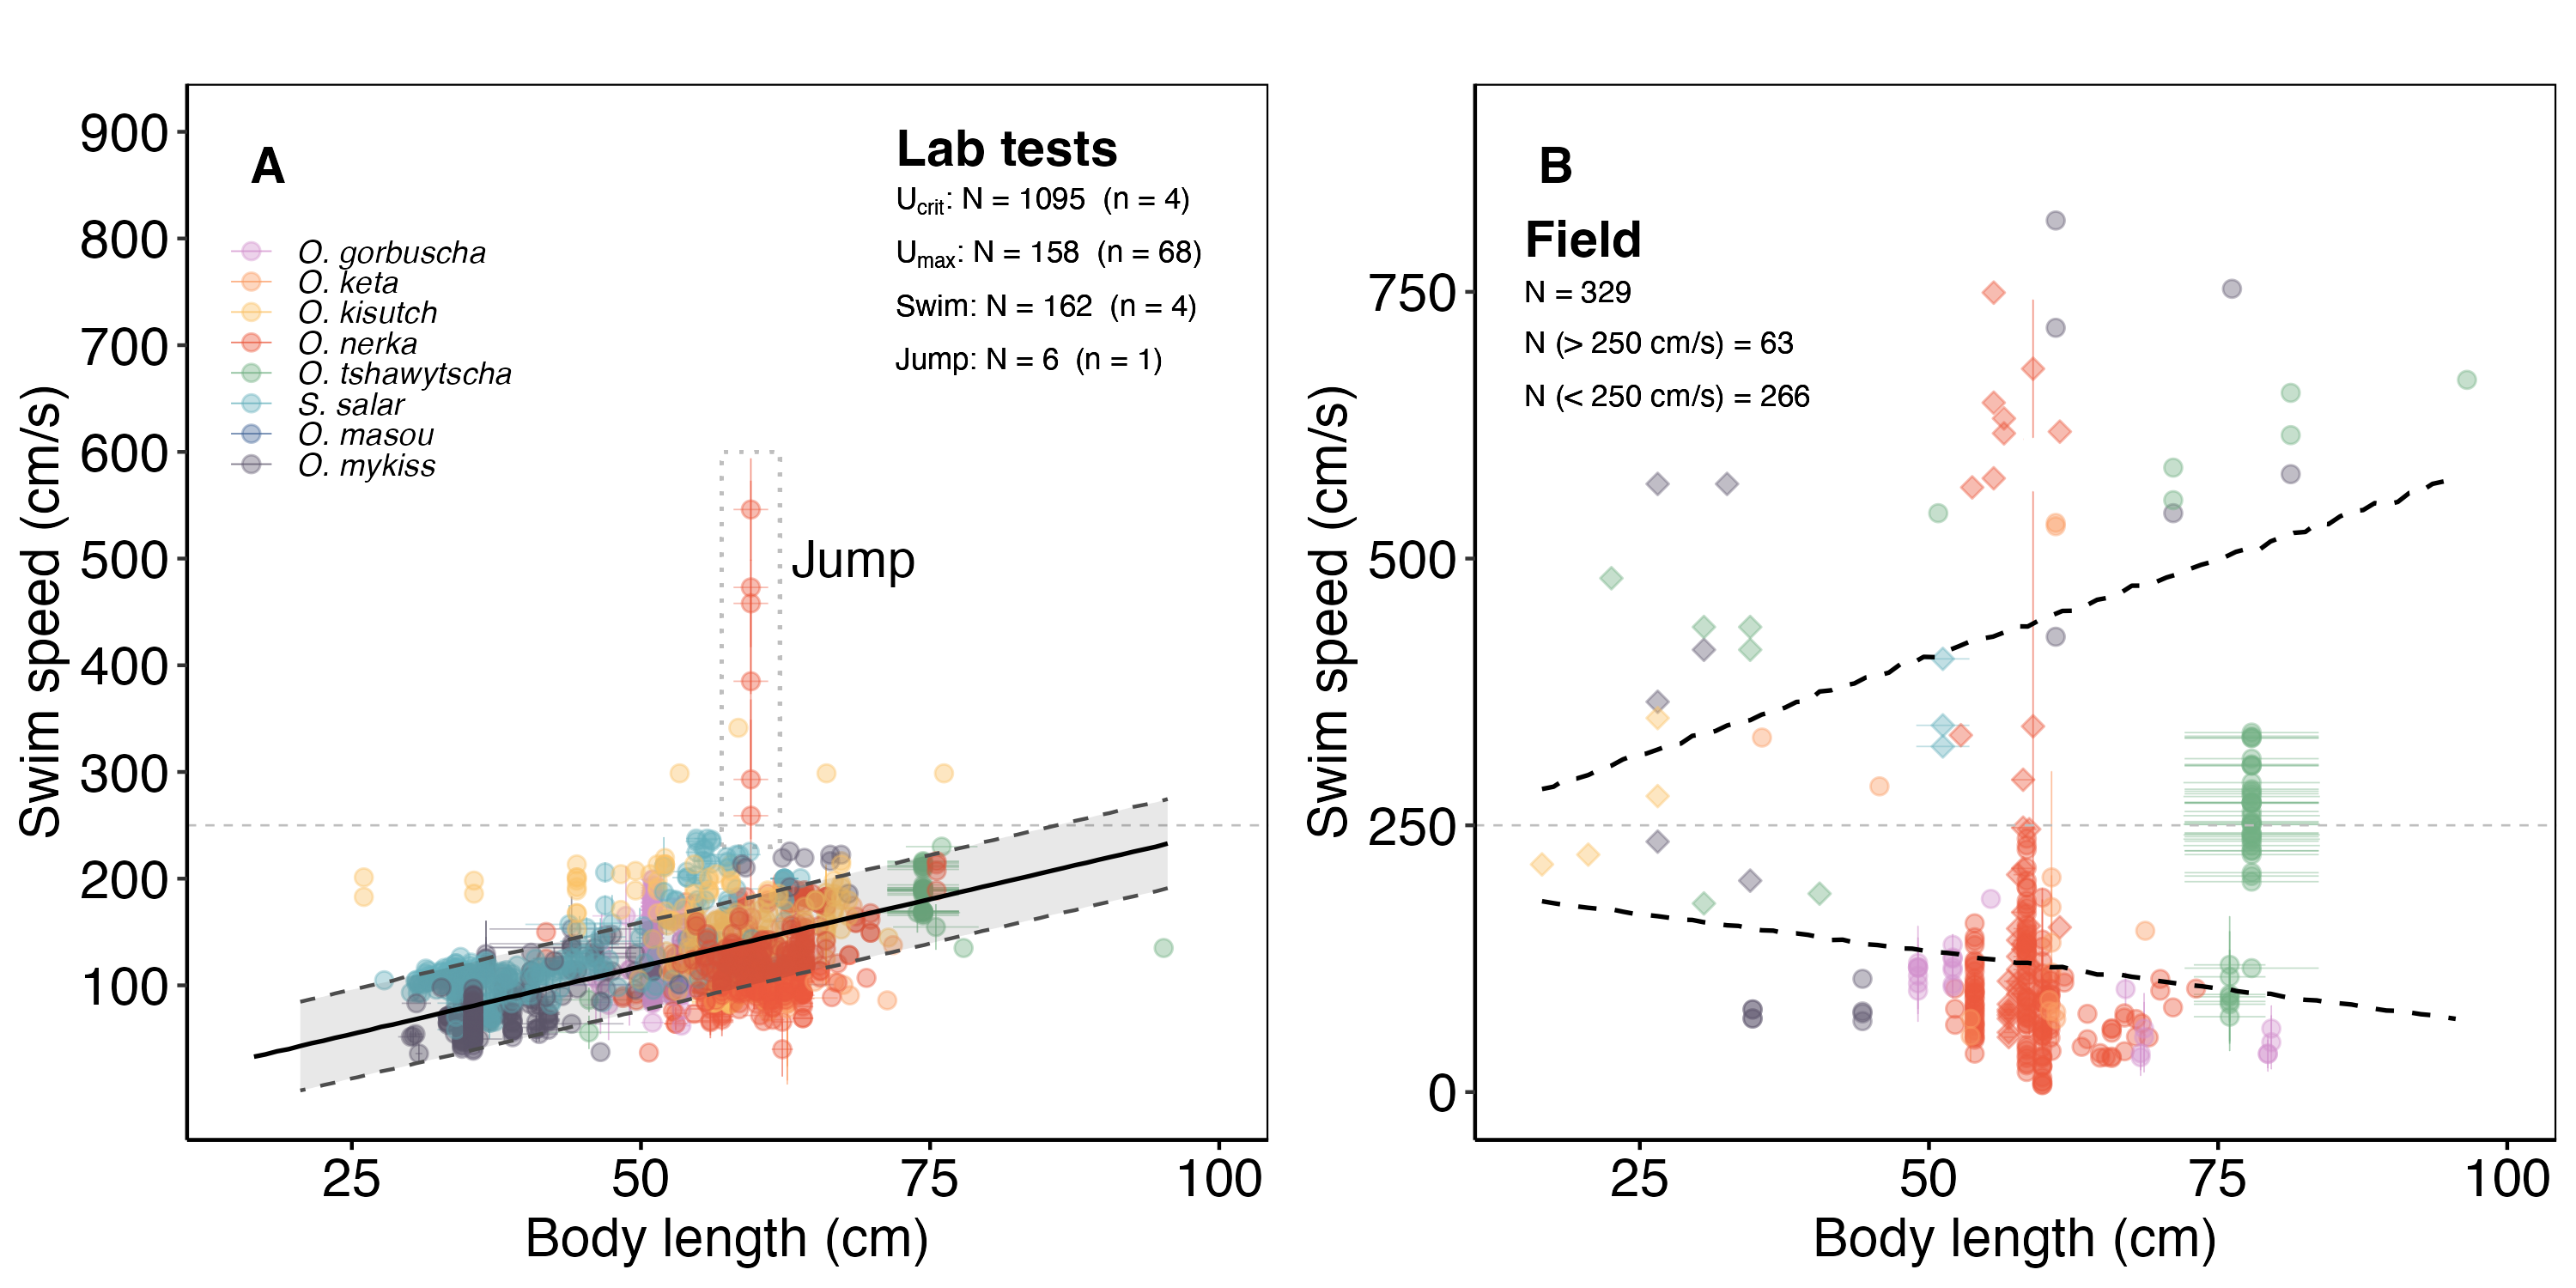 A
Lab tests
Ucrit: N = 1095 (n = 4)
Umax: N = 158 (n = 68)
Swim: N = 162 (n = 4)
Jump: N = 6 (n = 1)
O. gorbuscha
O. keta
O. kisutch
O. nerka
O. tshawytscha
S. salar
O. masou
O. mykiss
Jump
900
800
700
600
500
400
300
200
100
Swim speed (cm/s)
25 50 75 100
Body length (cm)
B
Field
N = 329
N (> 250 cm/s) = 63
N (< 250 cm/s) = 266
750
500
250
0
Swim speed (cm/s)
25 50 75 100
Body length (cm)